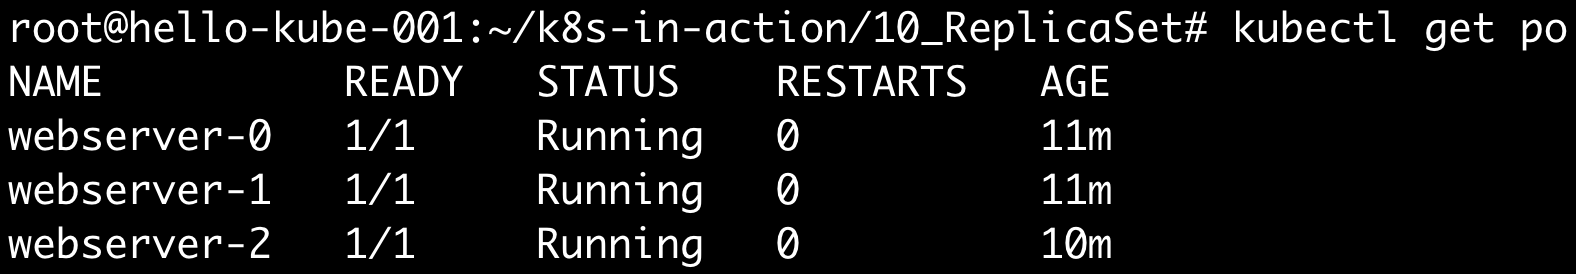 root@hello-kube-001:~/k8s-in-action/10_ReplicaSet# kubectl get po
NAME          READY   STATUS    RESTARTS   AGE
webserver-0   1/1     Running   0          11m
webserver-1   1/1     Running   0          11m
webserver-2   1/1     Running   0          10m